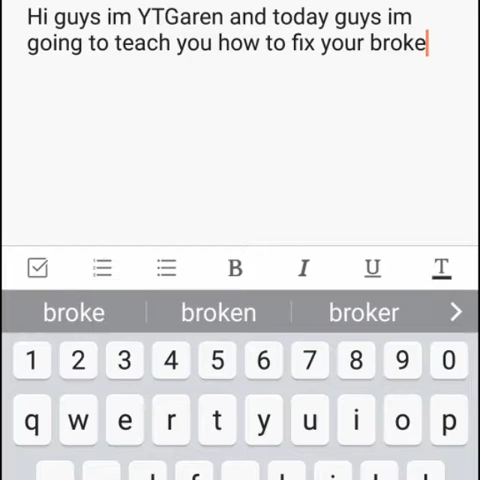 Hi guys im YTGaren and today guys im
going to teach you how to fix your broke
B I U T
broke broken broker
1 2 3 4 5 6 7 8 9 0
q w e r t y u i o p